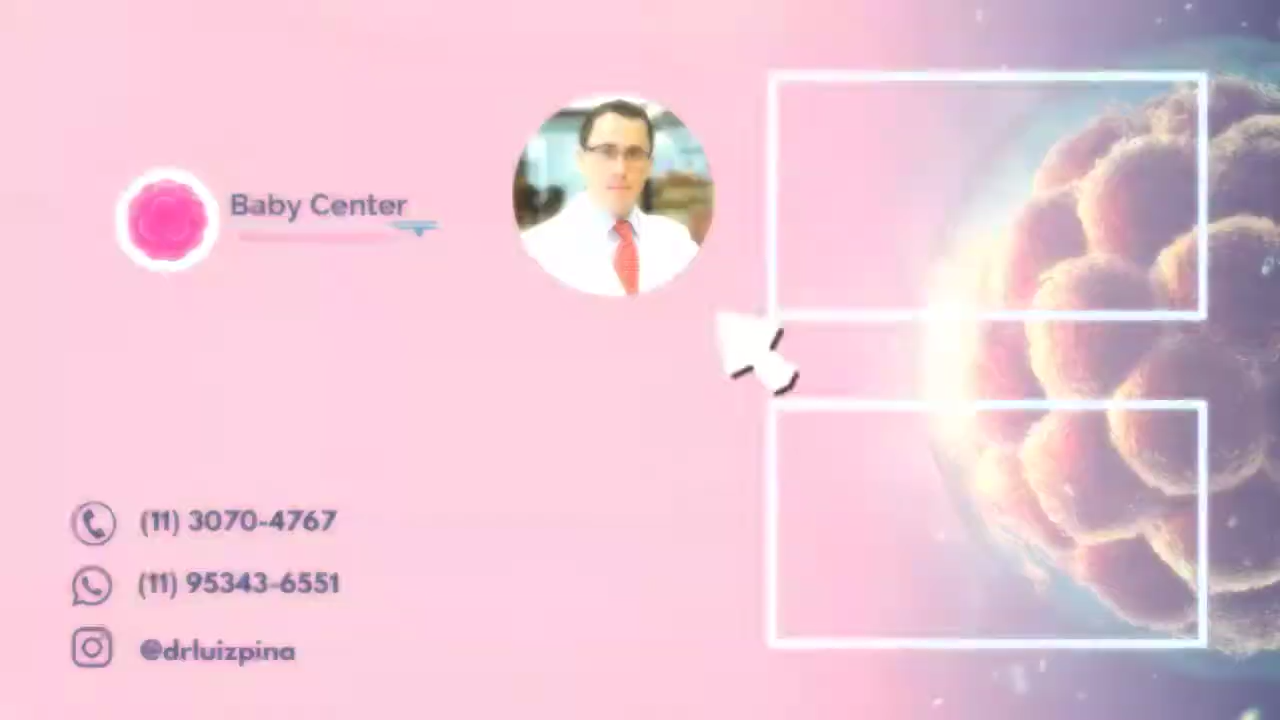 Baby Center
(11) 3070-4767
(11) 95343-6551
@drluizpina